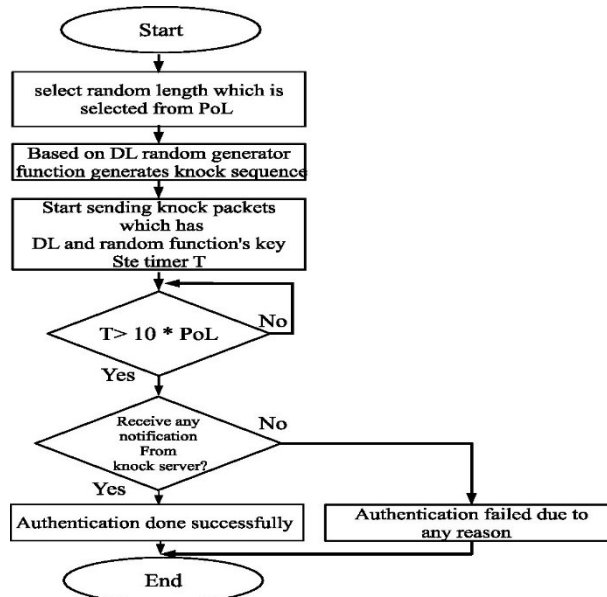 Start
select random length which is
selected from PoL
Based on DL random generator
function generates knock sequence
Start sending knock packets
which has
DL and random function's key
Ste timer T
T> 10 * PoL
No
Yes
Receive any
notification
From
knock server?
No
Yes
Authentication done successfully
Authentication failed due to
any reason
End